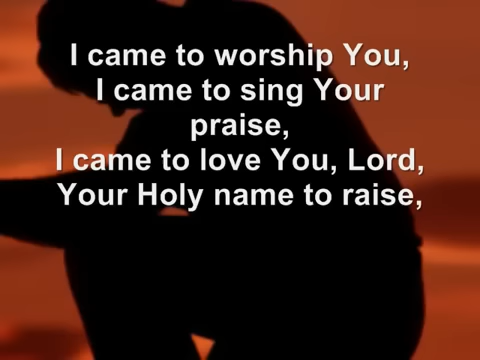 I came to worship You,
I came to sing Your
praise,
I came to love You, Lord,
Your Holy name to raise,